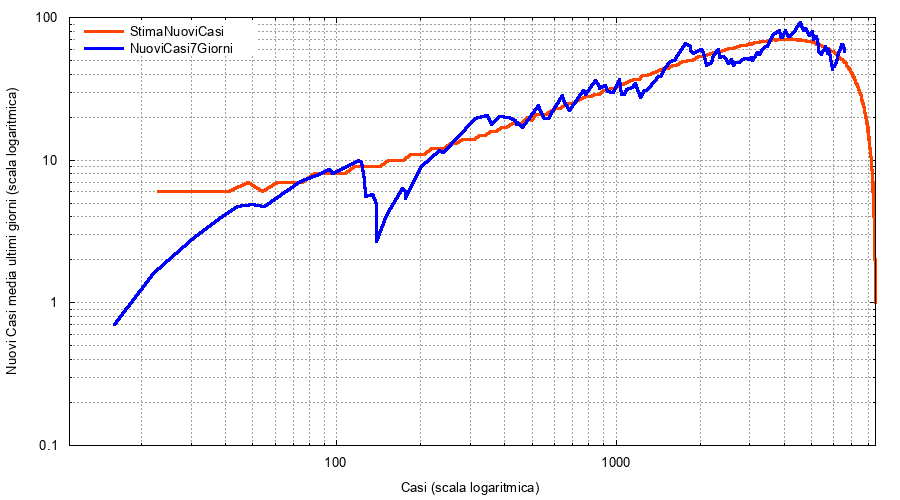 100
10
1
0.1
100
1000
Nuovi Casi media ultimi giorni (scala logaritmica)
Casi (scala logaritmica)
StimaNuoviCasi
NuoviCasi7Giorni